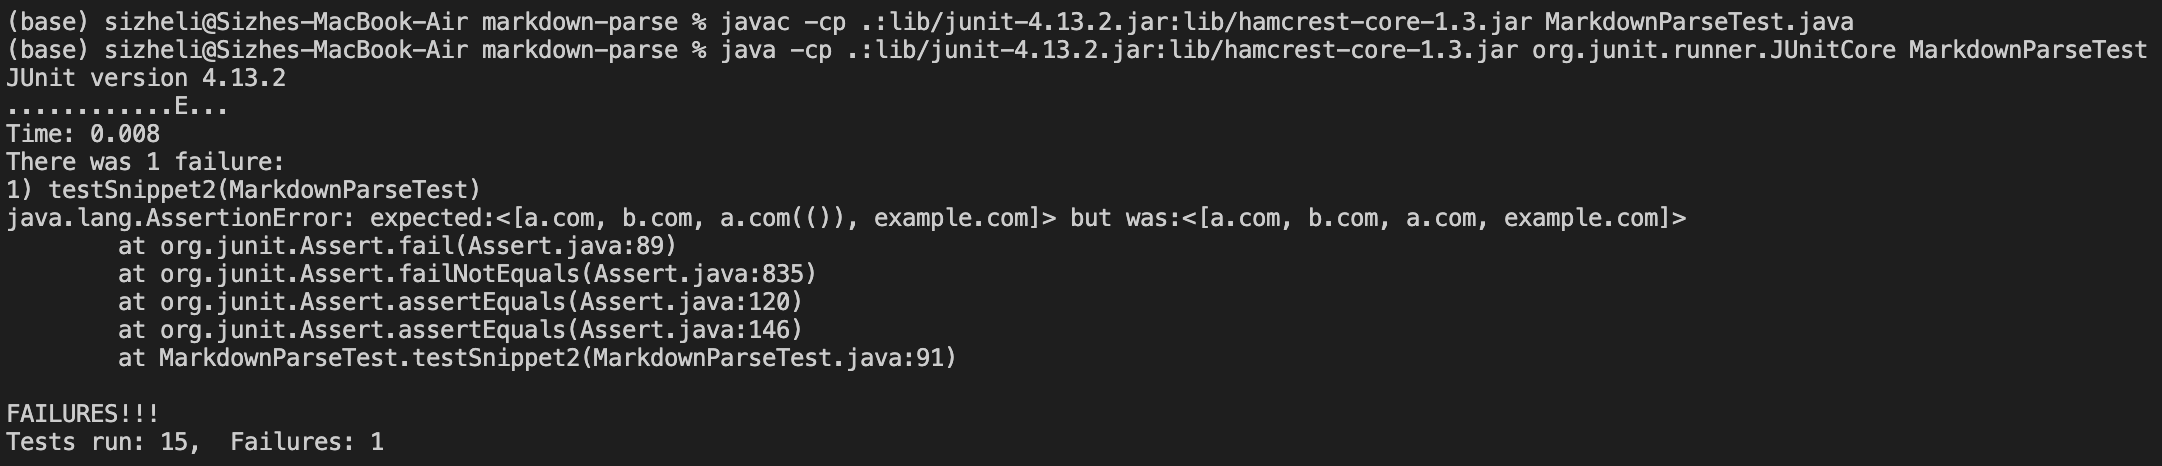 (base) sizheli@Sizhes-MacBook-Air markdown-parse % javac -cp .:lib/junit-4.13.2.jar:lib/hamcrest-core-1.3.jar MarkdownParseTest.java
(base) sizheli@Sizhes-MacBook-Air markdown-parse % java -cp .:lib/junit-4.13.2.jar:lib/hamcrest-core-1.3.jar org.junit.runner.JUnitCore MarkdownParseTest
JUnit version 4.13.2
............E...
Time: 0.008
There was 1 failure:
1) testSnippet2(MarkdownParseTest)
java.lang.AssertionError: expected:<[a.com, b.com, a.com(()), example.com]> but was:<[a.com, b.com, a.com, example.com]>
        at org.junit.Assert.fail(Assert.java:89)
        at org.junit.Assert.failNotEquals(Assert.java:835)
        at org.junit.Assert.assertEquals(Assert.java:120)
        at org.junit.Assert.assertEquals(Assert.java:146)
        at MarkdownParseTest.testSnippet2(MarkdownParseTest.java:91)

FAILURES!!!
Tests run: 15,  Failures: 1